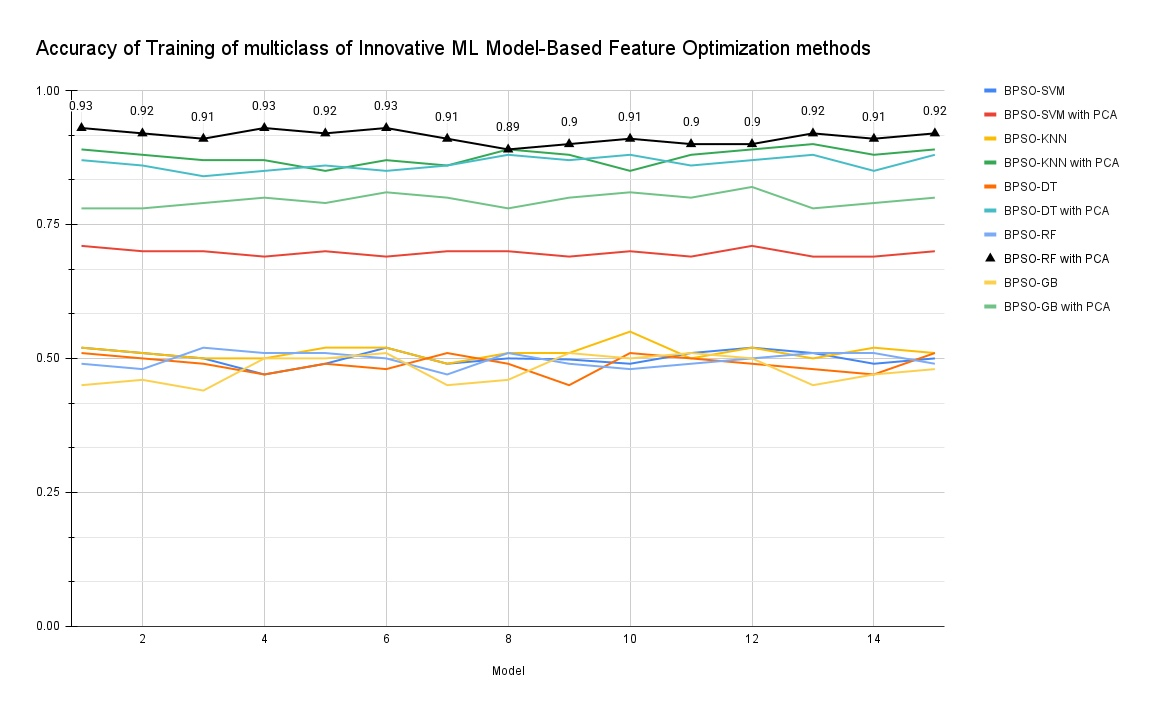 Accuracy of Training of multiclass of Innovative ML Model-Based Feature Optimization methods
1.00
0.75
0.50
0.25
0.00
0.93
0.92
0.91
0.93
0.92
0.93
0.91
0.89
0.9
0.91
0.9
0.9
0.92
0.91
0.92
2
4
6
8
10
12
14
Model
BPSO-SVM
BPSO-SVM with PCA
BPSO-KNN
BPSO-KNN with PCA
BPSO-DT
BPSO-DT with PCA
BPSO-RF
BPSO-RF with PCA
BPSO-GB
BPSO-GB with PCA